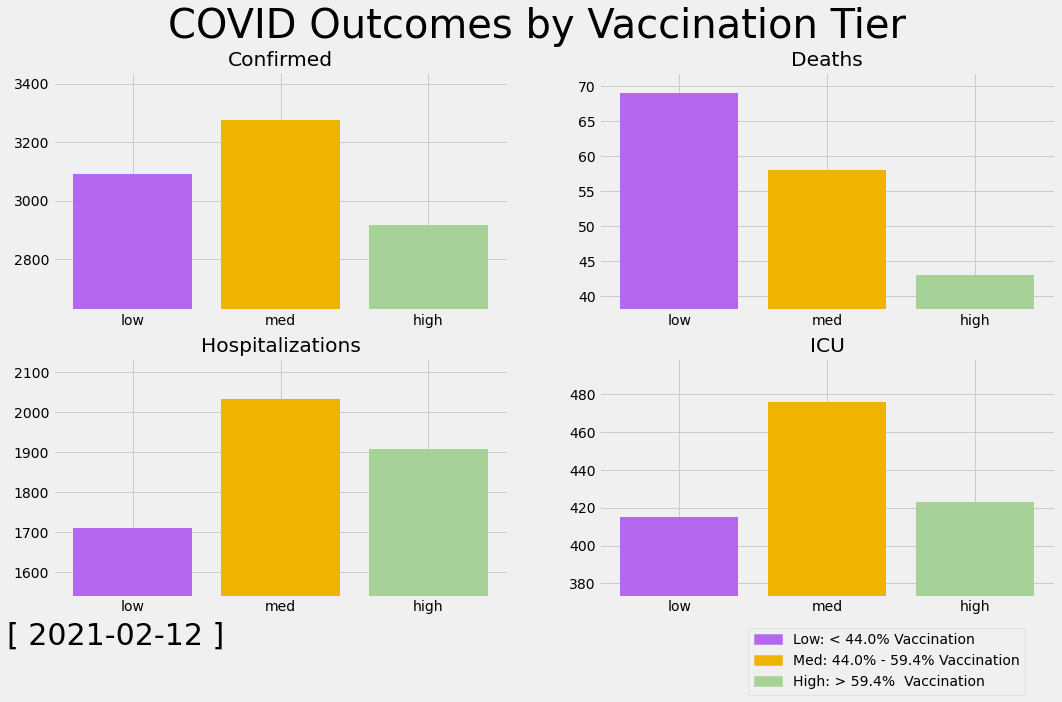 COVID Outcomes by Vaccination Tier
Confirmed
3400
3200
3000
2800
low med high
Deaths
70
65
60
55
50
45
40
low med high
Hospitalizations
2100
2000
1900
1800
1700
1600
low med high
ICU
480
460
440
420
400
380
low med high
[ 2021-02-12 ]
Low: < 44.0% Vaccination
Med: 44.0% - 59.4% Vaccination
High: > 59.4%  Vaccination